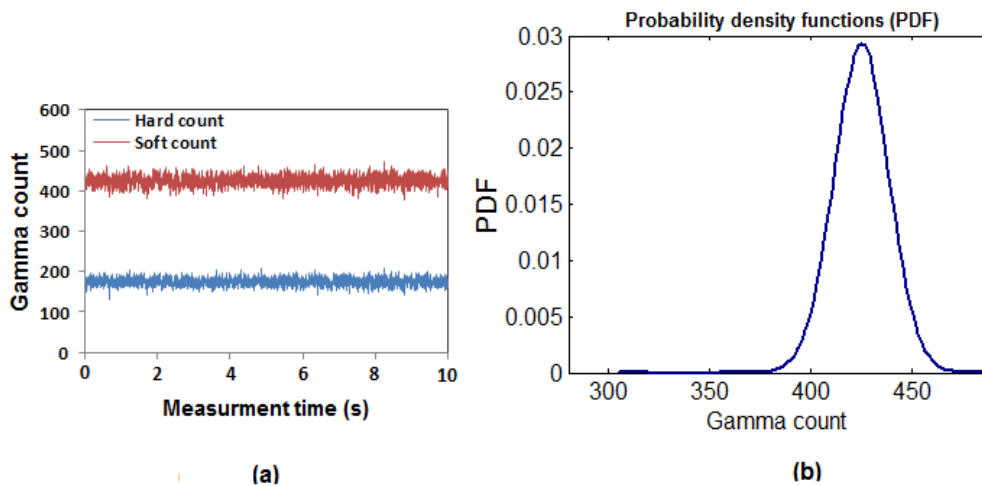 600
500
400
300
200
100
0
Gamma count
Hard count
Soft count
0 2 4 6 8 10
Measurment time (s)
(a)
Probability density functions (PDF)
0.03
0.025
0.02
0.015
0.01
0.005
0
PDF
300 350 400 450
Gamma count
(b)